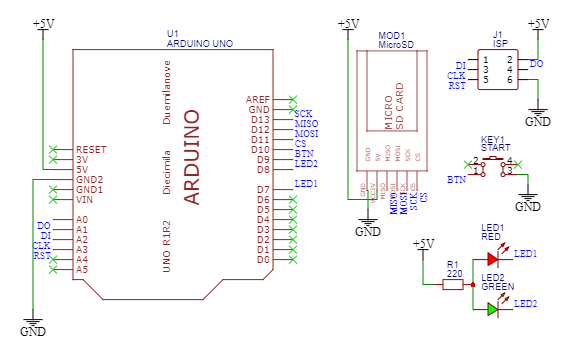 +5V
U1
ARDUINO UNO
RESET
3V
5V
GND2
GND1
VIN
A0
A1
A2
A3
A4
A5
DO
DI
CLK
RST
GND
Duemilanove
Diecimila
UNO R1R2
ARDUINO
AREF
GND
D13
D12
D11
D10
D9
D8
D7
D6
D5
D4
D3
D2
D1
D0
SCK
MISO
MOSI
CS
BTN
LED2
LED1
+5V
MOD1
MicroSD
MICRO
SD CARD
GND
5V
MISO
MOSI
SCK
CS
GND
MISO
SCK
CS
MISO
MOSI
SCK
CS
GND
+5V
J1
ISP
1 2
3 4
5 6
DI
CLK
RST
DO
GND
KEY1
START
2 4
1 3
BTN
GND
+5V
R1
220
LED1
RED
LED1
LED2
GREEN
LED2